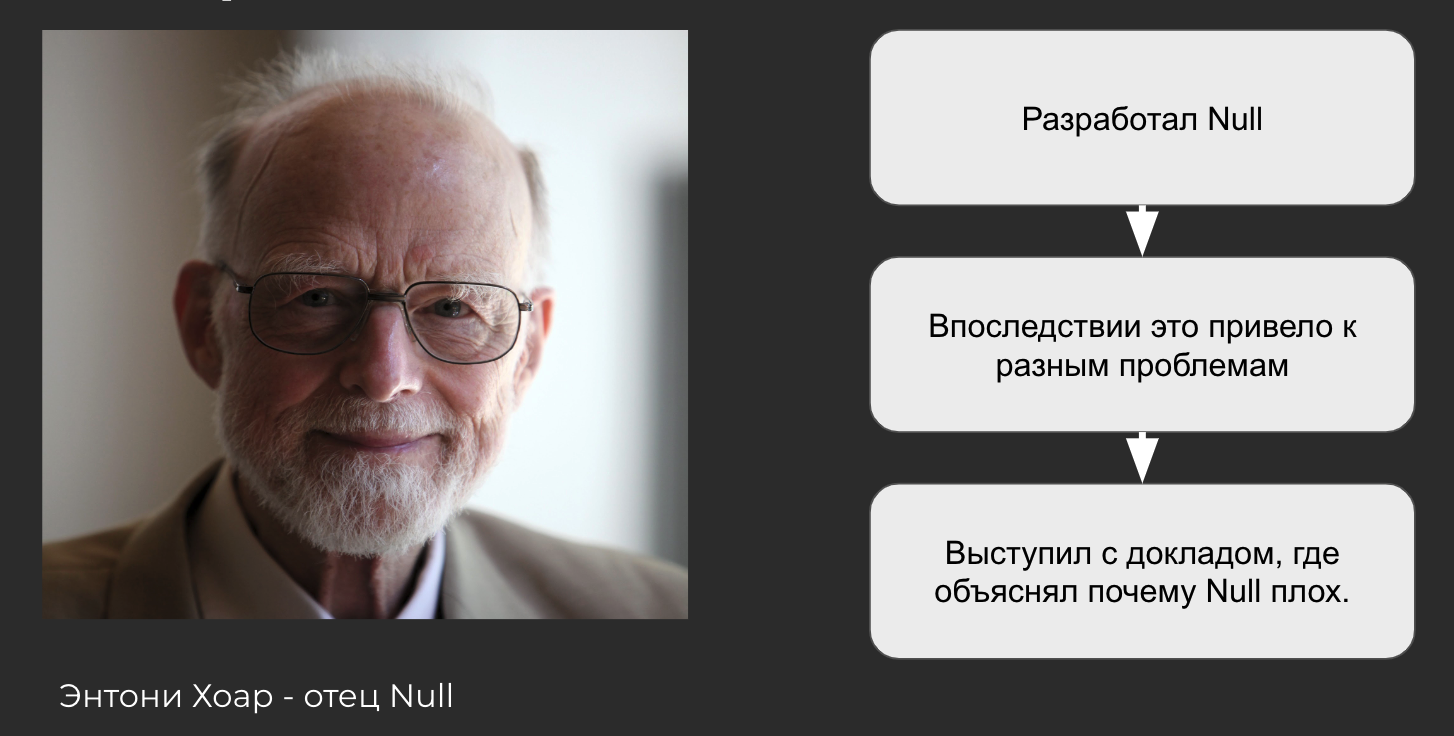 Разработал Null
Впоследствии это привело к
разным проблемам
Выступил с докладом, где
объяснял почему Null плох.
Энтони Хоар - отец Null